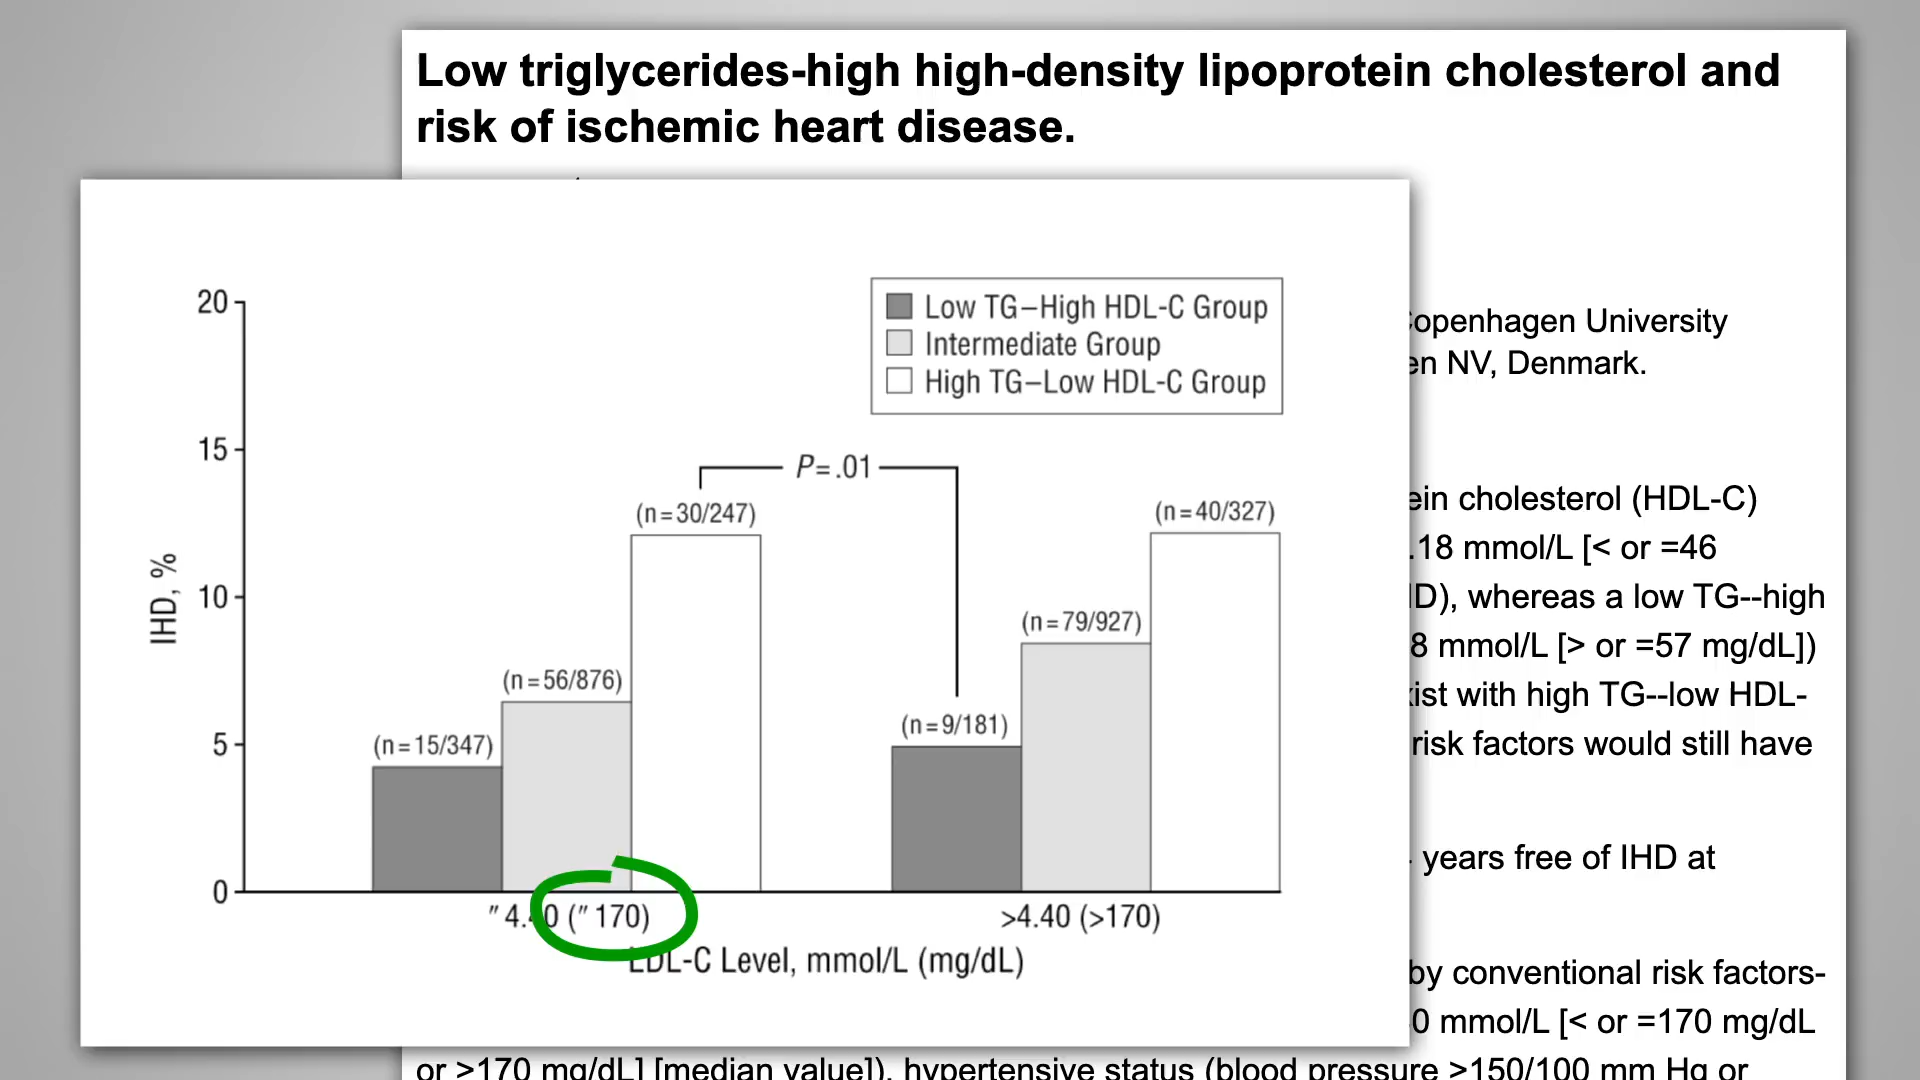 Low triglycerides-high high-density lipoprotein cholesterol and
risk of ischemic heart disease.
Copenhagen University
en NV, Denmark.
ein cholesterol (HDL-C)
.18 mmol/L [< or =46
ID), whereas a low TG--high
8 mmol/L [> or =57 mg/dL])
xist with high TG--low HDL-
risk factors would still have
years free of IHD at
by conventional risk factors-
0 mmol/L [< or =170 mg/dL
or >170 mg/dL] [median value]), hypertensive status (blood pressure >150/100 mm Hg or
Low TG–High HDL-C Group
Intermediate Group
High TG–Low HDL-C Group
20
15
10
5
0
IHD, %
P=.01
(n=15/347)
(n=56/876)
(n=30/247)
(n=9/181)
(n=79/927)
(n=40/327)
″4.40 (″170)
>4.40 (>170)
LDL-C Level, mmol/L (mg/dL)